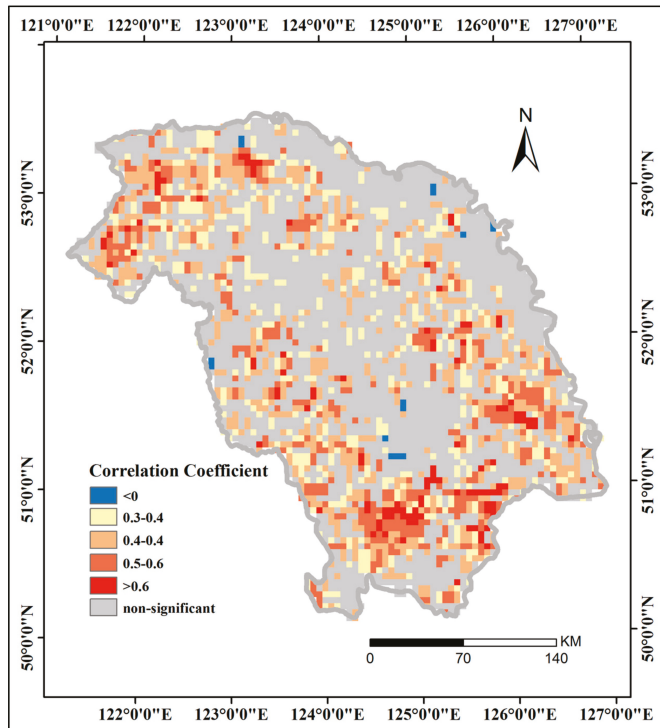 121°0'0"E 122°0'0"E 123°0'0"E 124°0'0"E 125°0'0"E 126°0'0"E 127°0'0"E
N
53°0'0"N 53°0'0"N
52°0'0"N 52°0'0"N
51°0'0"N 51°0'0"N
50°0'0"N 50°0'0"N
Correlation Coefficient
<0
0.3-0.4
0.4-0.4
0.5-0.6
>0.6
non-significant
KM
0 70 140
122°0'0"E 123°0'0"E 124°0'0"E 125°0'0"E 126°0'0"E 127°0'0"E